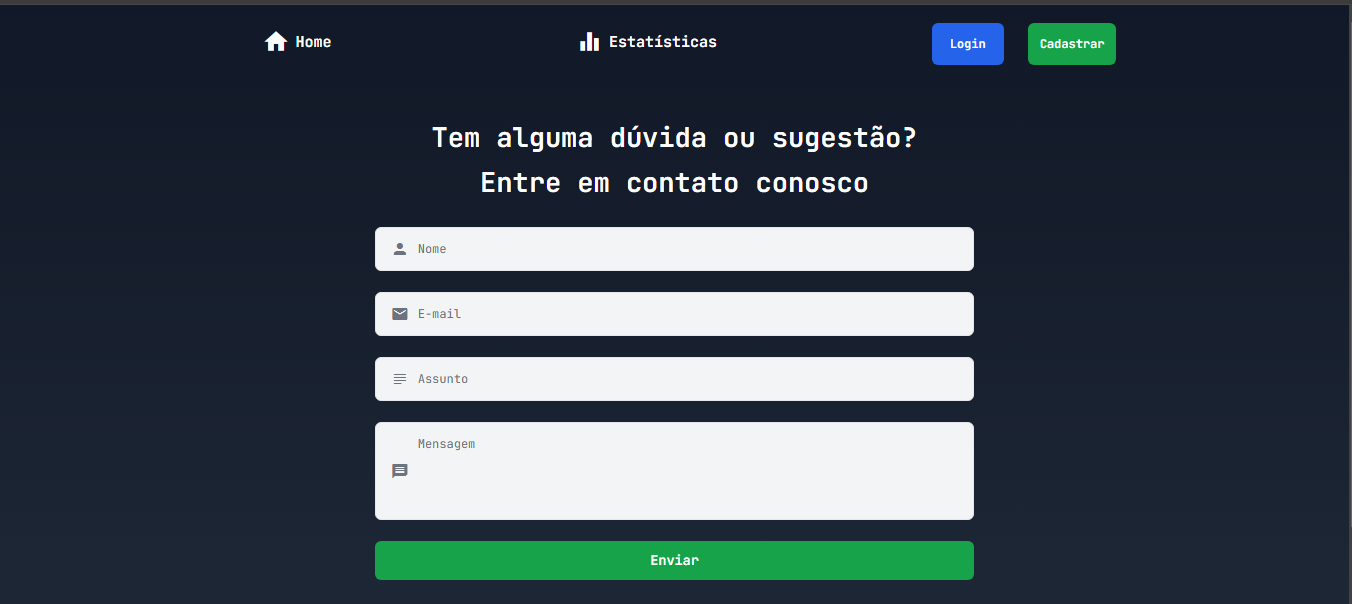 Home
Estatísticas
Login
Cadastrar
Tem alguma dúvida ou sugestão?
Entre em contato conosco
Nome
E-mail
Assunto
Mensagem
Enviar